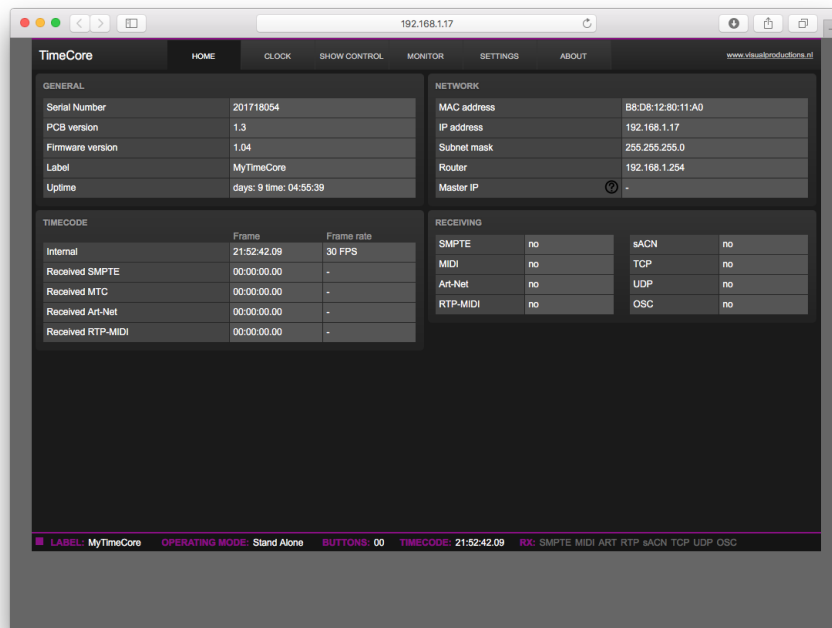 192.168.1.17
TimeCore HOME CLOCK SHOW CONTROL MONITOR SETTINGS ABOUT www.visualproductions.nl
GENERAL
Serial Number 201718054
PCB version 1.3
Firmware version 1.04
Label MyTimeCore
Uptime days: 9 time: 04:55:39
NETWORK
MAC address B8:D8:12:80:11:A0
IP address 192.168.1.17
Subnet mask 255.255.255.0
Router 192.168.1.254
Master IP ? -
TIMECODE
Frame Frame rate
Internal 21:52:42.09 30 FPS
Received SMPTE 00:00:00.00 -
Received MTC 00:00:00.00 -
Received Art-Net 00:00:00.00 -
Received RTP-MIDI 00:00:00.00 -
RECEIVING
SMPTE no sACN no
MIDI no TCP no
Art-Net no UDP no
RTP-MIDI no OSC no
LABEL: MyTimeCore OPERATING MODE: Stand Alone BUTTONS: 00 TIMECODE: 21:52:42.09 RX: SMPTE MIDI ART RTP sACN TCP UDP OSC